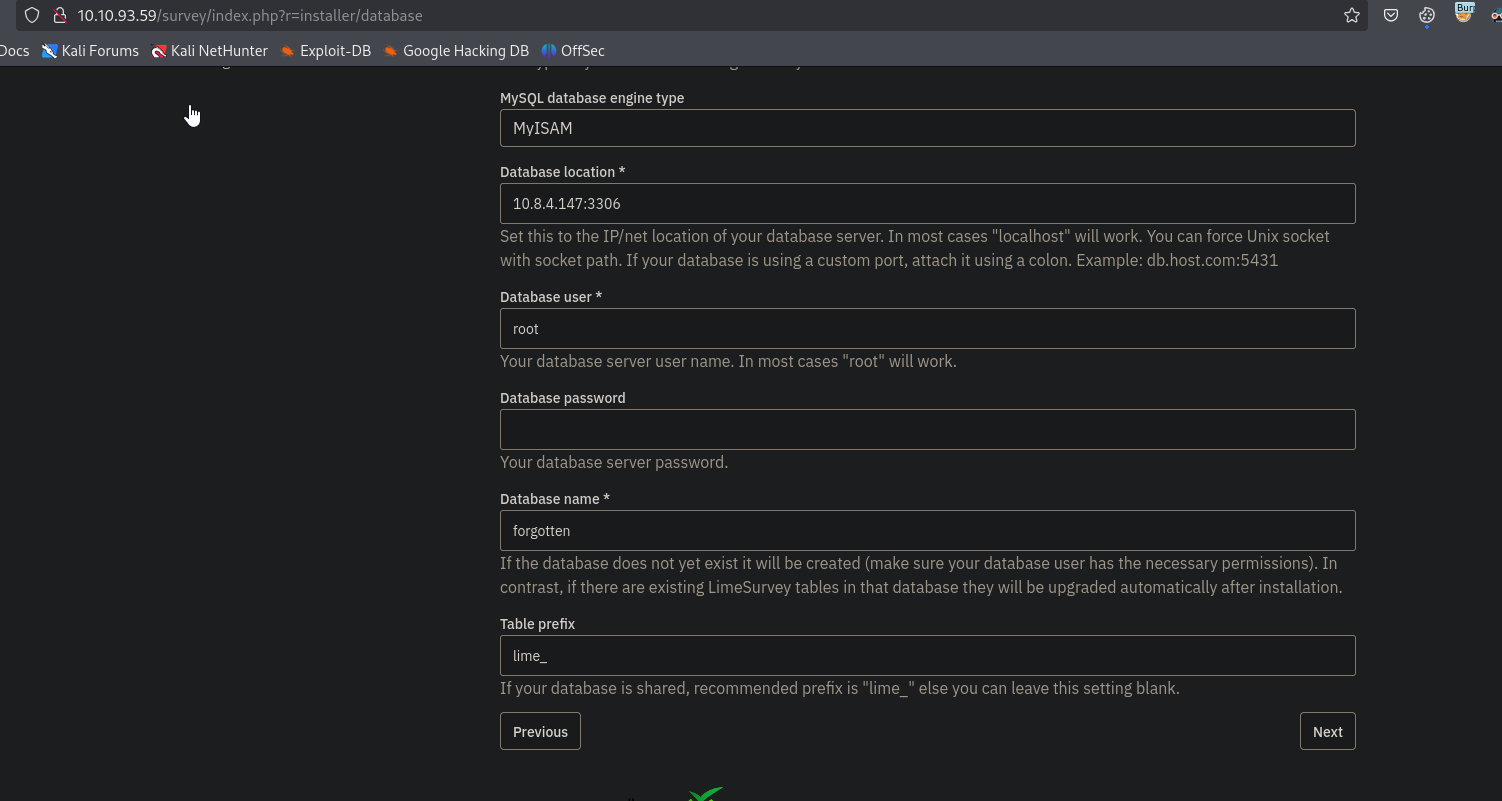 10.10.93.59/survey/index.php?r=installer/database
Burr
Docs Kali Forums Kali NetHunter Exploit-DB Google Hacking DB OffSec
MySQL database engine type
MyISAM
Database location *
10.8.4.147:3306
Set this to the IP/net location of your database server. In most cases "localhost" will work. You can force Unix socket
with socket path. If your database is using a custom port, attach it using a colon. Example: db.host.com:5431
Database user *
root
Your database server user name. In most cases "root" will work.
Database password
Your database server password.
Database name *
forgotten
If the database does not yet exist it will be created (make sure your database user has the necessary permissions). In
contrast, if there are existing LimeSurvey tables in that database they will be upgraded automatically after installation.
Table prefix
lime_
If your database is shared, recommended prefix is "lime_" else you can leave this setting blank.
Previous
Next